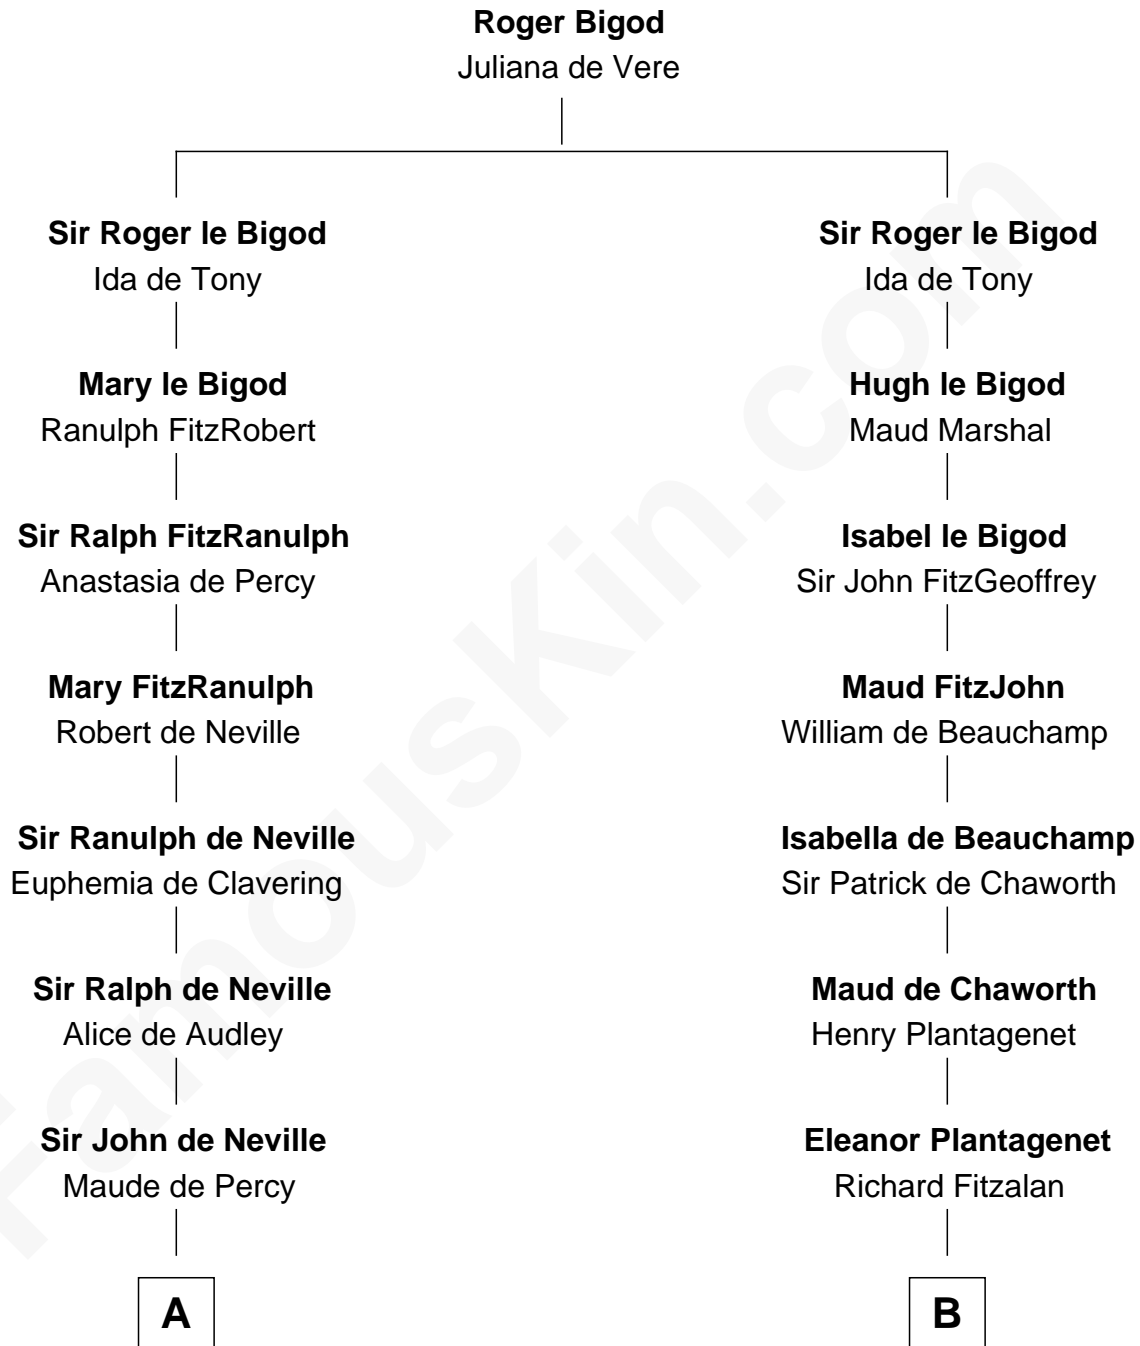 Roger Bigod
Juliana de Vere
Sir Roger le Bigod
Ida de Tony
Sir Roger le Bigod
Ida de Tony
Mary le Bigod
Ranulph FitzRobert
Hugh le Bigod
Maud Marshal
Sir Ralph FitzRanulph
Anastasia de Percy
Isabel le Bigod
Sir John FitzGeoffrey
Mary FitzRanulph
Robert de Neville
Maud FitzJohn
William de Beauchamp
Sir Ranulph de Neville
Euphemia de Clavering
Isabella de Beauchamp
Sir Patrick de Chaworth
Sir Ralph de Neville
Alice de Audley
Maud de Chaworth
Henry Plantagenet
Sir John de Neville
Maude de Percy
Eleanor Plantagenet
Richard Fitzalan
A
B
FamousKin.com